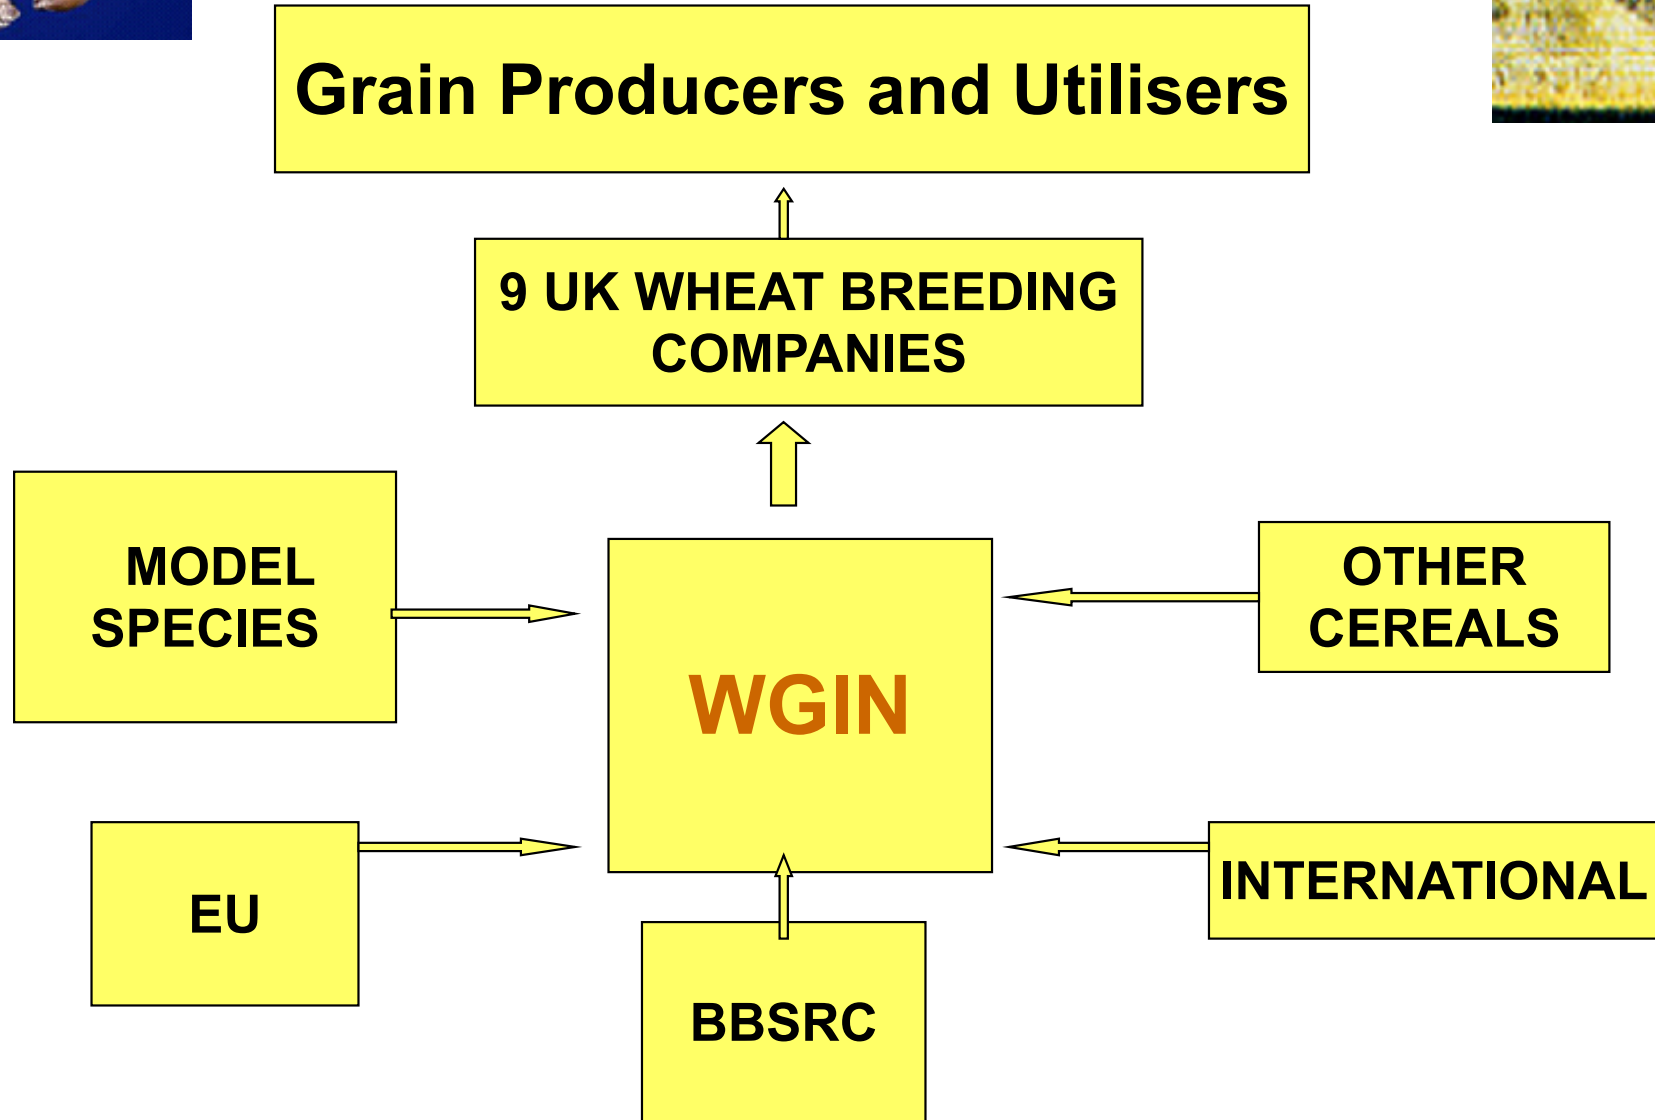 Grain Producers and Utilisers
9 UK WHEAT BREEDING
COMPANIES
MODEL
SPECIES
OTHER
CEREALS
WGIN
EU
INTERNATIONAL
BBSRC